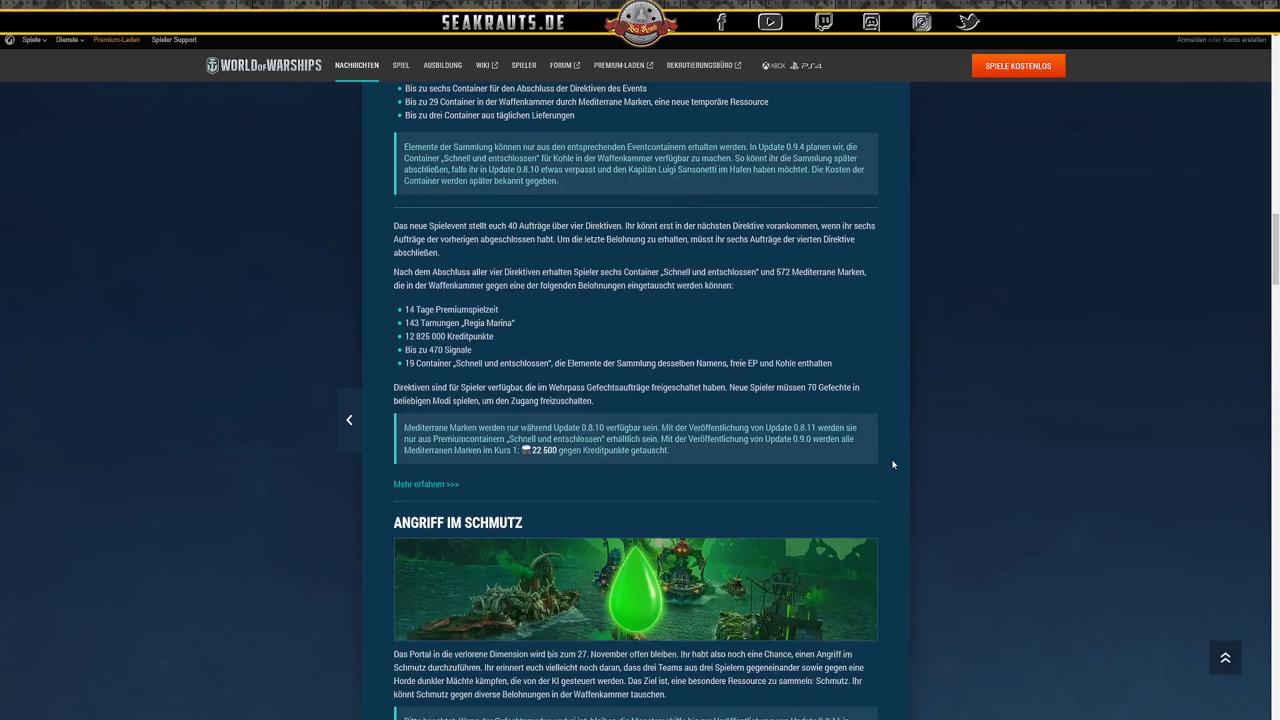 SEAKRAUTS.DE
Spiele Dienste Premium-Laden Spieler Support
Anmelden oder Konto erstellen
WORLD OF WARSHIPS NACHRICHTEN SPIEL AUSBILDUNG WIKI SPIELER FORUM PREMIUM-LADEN REKRUTIERUNGSBÜRO XBOX PS4 SPIELE KOSTENLOS
Bis zu sechs Container für den Abschluss der Direktiven des Events
Bis zu 29 Container in der Waffenkammer durch Mediterrane Marken, eine neue temporäre Ressource
Bis zu drei Container aus täglichen Lieferungen
Elemente der Sammlung können nur aus den entsprechenden Eventcontainern erhalten werden. In Update 0.9.4 planen wir, die
Container „Schnell und entschlossen“ für Kohle in der Waffenkammer verfügbar zu machen. So könnt ihr die Sammlung später
abschließen, falls ihr in Update 0.8.10 etwas verpasst und den Kapitän Luigi Sansonetti im Hafen haben möchtet. Die Kosten der
Container werden später bekannt gegeben.
Das neue Spielevent stellt euch 40 Aufträge über vier Direktiven. Ihr könnt erst in der nächsten Direktive vorankommen, wenn ihr sechs
Aufträge der vorherigen abgeschlossen habt. Um die letzte Belohnung zu erhalten, müsst ihr sechs Aufträge der vierten Direktive
abschließen.
Nach dem Abschluss aller vier Direktiven erhalten Spieler sechs Container „Schnell und entschlossen“ und 572 Mediterrane Marken,
die in der Waffenkammer gegen eine der folgenden Belohnungen eingetauscht werden können:
14 Tage Premiumspielzeit
143 Tarnungen „Regia Marina“
12 825 000 Kreditpunkte
Bis zu 470 Signale
19 Container „Schnell und entschlossen“, die Elemente der Sammlung desselben Namens, freie EP und Kohle enthalten
Direktiven sind für Spieler verfügbar, die im Wehrpass Gefechtsaufträge freigeschaltet haben. Neue Spieler müssen 70 Gefechte in
beliebigen Modi spielen, um den Zugang freizuschalten.
Mediterrane Marken werden nur während Update 0.8.10 verfügbar sein. Mit der Veröffentlichung von Update 0.8.11 werden sie
nur aus Premiumcontainern „Schnell und entschlossen“ erhältlich sein. Mit der Veröffentlichung von Update 0.9.0 werden alle
Mediterranen Marken im Kurs 1: 22 500 gegen Kreditpunkte getauscht.
Mehr erfahren >>>
ANGRIFF IM SCHMUTZ
Das Portal in die verlorene Dimension wird bis zum 27. November offen bleiben. Ihr habt also noch eine Chance, einen Angriff im
Schmutz durchzuführen. Ihr erinnert euch vielleicht noch daran, dass drei Teams aus drei Spielern gegeneinander sowie gegen eine
Horde dunkler Mächte kämpfen, die von der KI gesteuert werden. Das Ziel ist, eine besondere Ressource zu sammeln: Schmutz. Ihr
könnt Schmutz gegen diverse Belohnungen in der Waffenkammer tauschen.